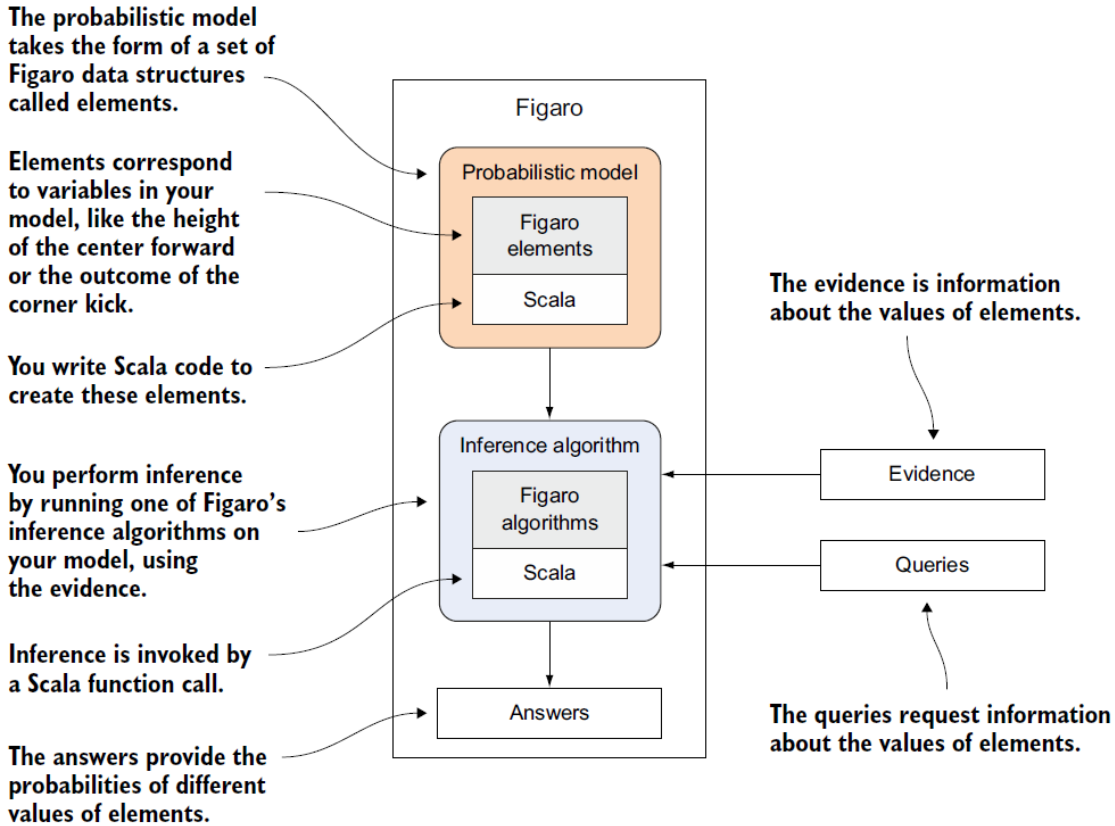 The probabilistic model
takes the form of a set of
Figaro data structures
called elements.
Elements correspond
to variables in your
model, like the height
of the center forward
or the outcome of the
corner kick.
You write Scala code to
create these elements.
You perform inference
by running one of Figaro’s
inference algorithms on
your model, using
the evidence.
Inference is invoked by
a Scala function call.
The answers provide the
probabilities of different
values of elements.
Figaro
Probabilistic model
Figaro
elements
Scala
Inference algorithm
Figaro
algorithms
Scala
Answers
The evidence is information
about the values of elements.
Evidence
Queries
The queries request information
about the values of elements.